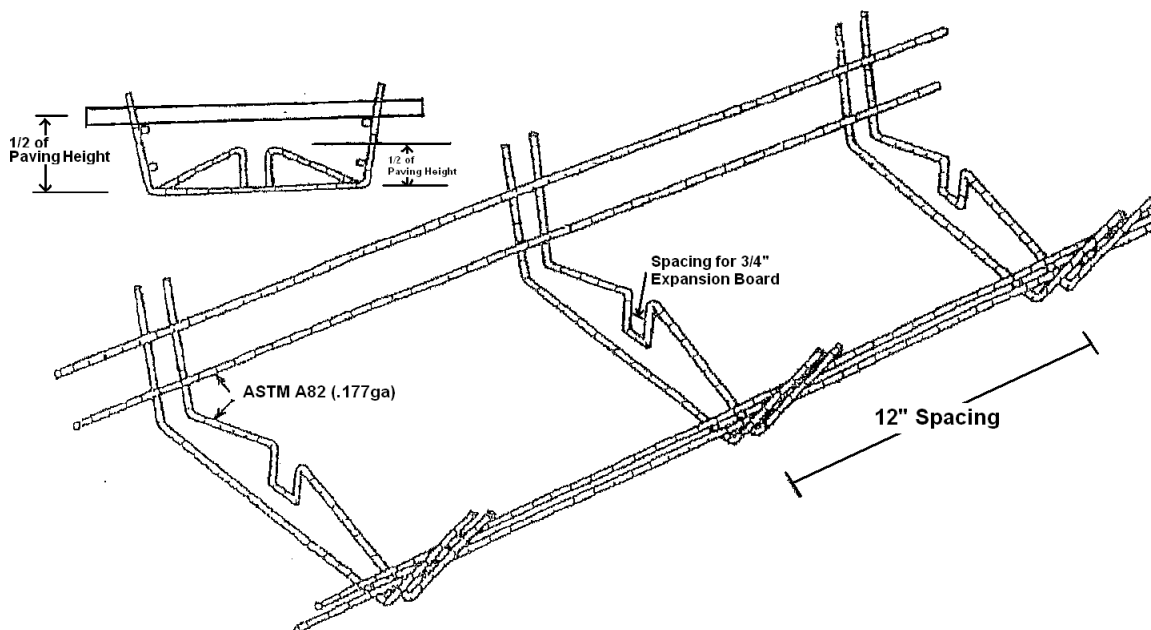 1/2 of
Paving Height
1/2 of
Paving Height
Spacing for 3/4"
Expansion Board
ASTM A82 (.177ga)
12" Spacing